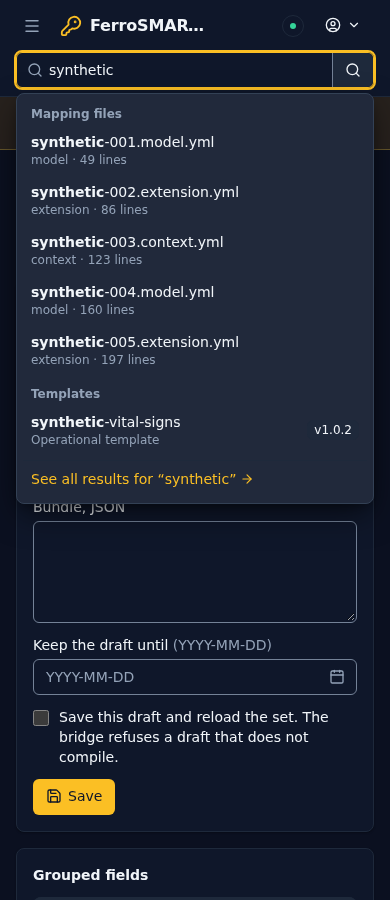 FerroSMAR…
synthetic
Mapping files
synthetic-001.model.yml
model · 49 lines
synthetic-002.extension.yml
extension · 86 lines
synthetic-003.context.yml
context · 123 lines
synthetic-004.model.yml
model · 160 lines
synthetic-005.extension.yml
extension · 197 lines
Templates
synthetic-vital-signs
Operational template
v1.0.2
See all results for “synthetic” →
Bundle, JSON
Keep the draft until (YYYY-MM-DD)
YYYY-MM-DD
Save this draft and reload the set. The
bridge refuses a draft that does not
compile.
Save
Grouped fields